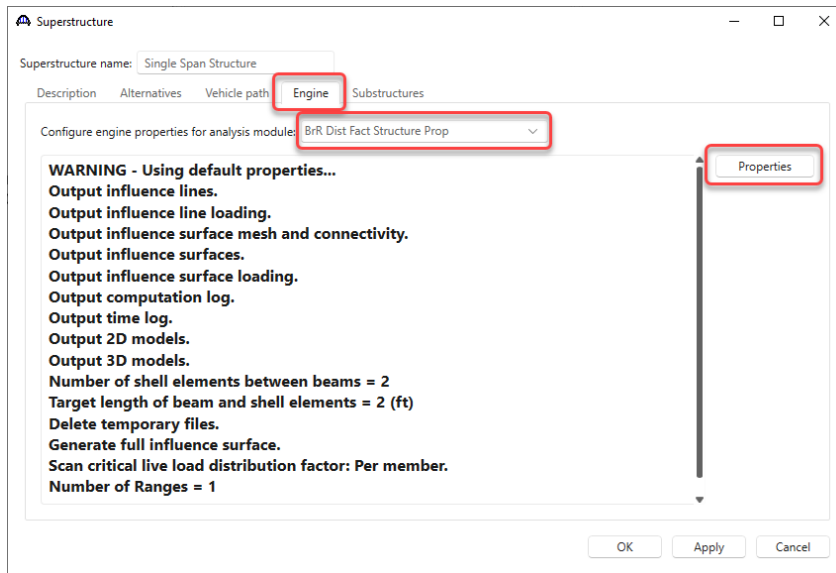 Superstructure
Superstructure name: Single Span Structure
Description Alternatives Vehicle path Engine Substructures
Configure engine properties for analysis module: BrR Dist Fact Structure Prop
Properties
WARNING - Using default properties...
Output influence lines.
Output influence line loading.
Output influence surface mesh and connectivity.
Output influence surfaces.
Output influence surface loading.
Output computation log.
Output time log.
Output 2D models.
Output 3D models.
Number of shell elements between beams = 2
Target length of beam and shell elements = 2 (ft)
Delete temporary files.
Generate full influence surface.
Scan critical live load distribution factor: Per member.
Number of Ranges = 1
OK Apply Cancel